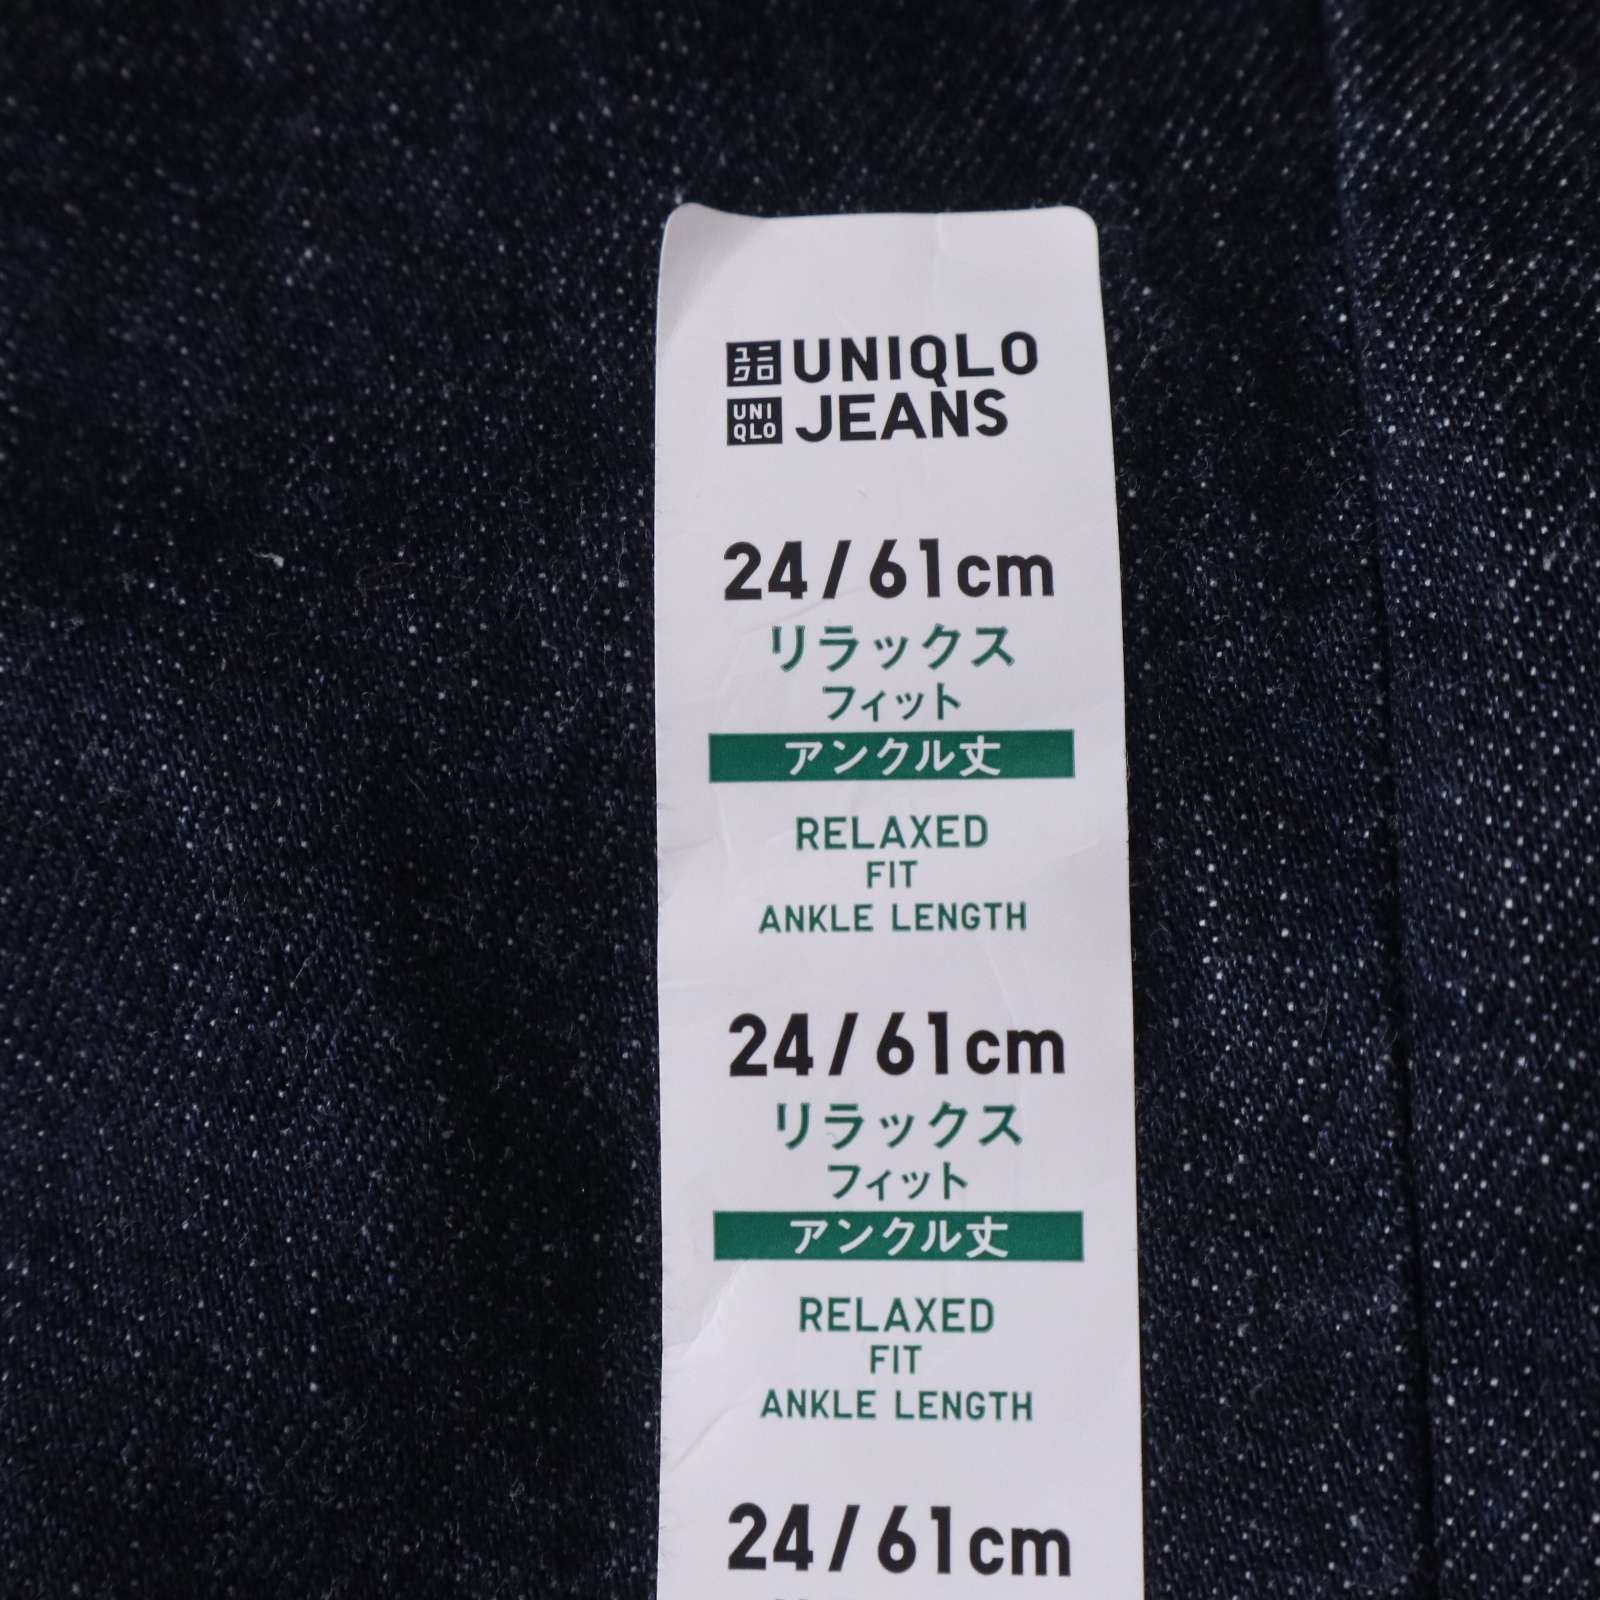 ユニクロ UNIQLO
UNIQLO JEANS
24/61cm
リラックス
フィット
アンクル丈
RELAXED
FIT
ANKLE LENGTH
24/61cm
リラックス
フィット
アンクル丈
RELAXED
FIT
ANKLE LENGTH
24/61cm